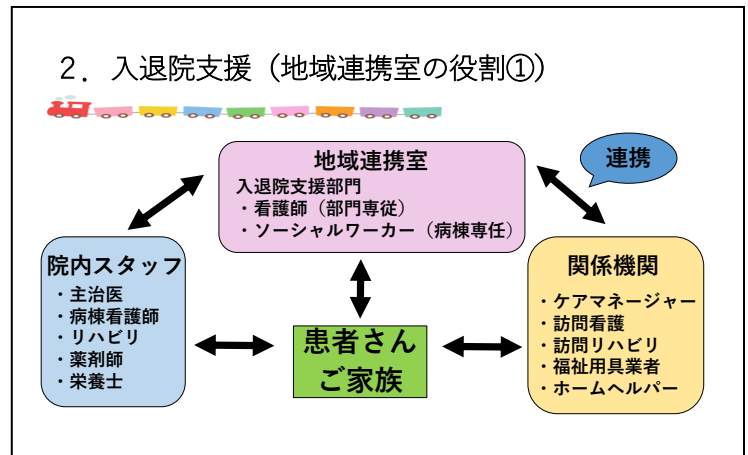 2．入退院支援（地域連携室の役割①）
地域連携室
入退院支援部門
・看護師（部門専従）
・ソーシャルワーカー（病棟専任）
連携
院内スタッフ
・主治医
・病棟看護師
・リハビリ
・薬剤師
・栄養士
患者さん
ご家族
関係機関
・ケアマネージャー
・訪問看護
・訪問リハビリ
・福祉用具業者
・ホームヘルパー